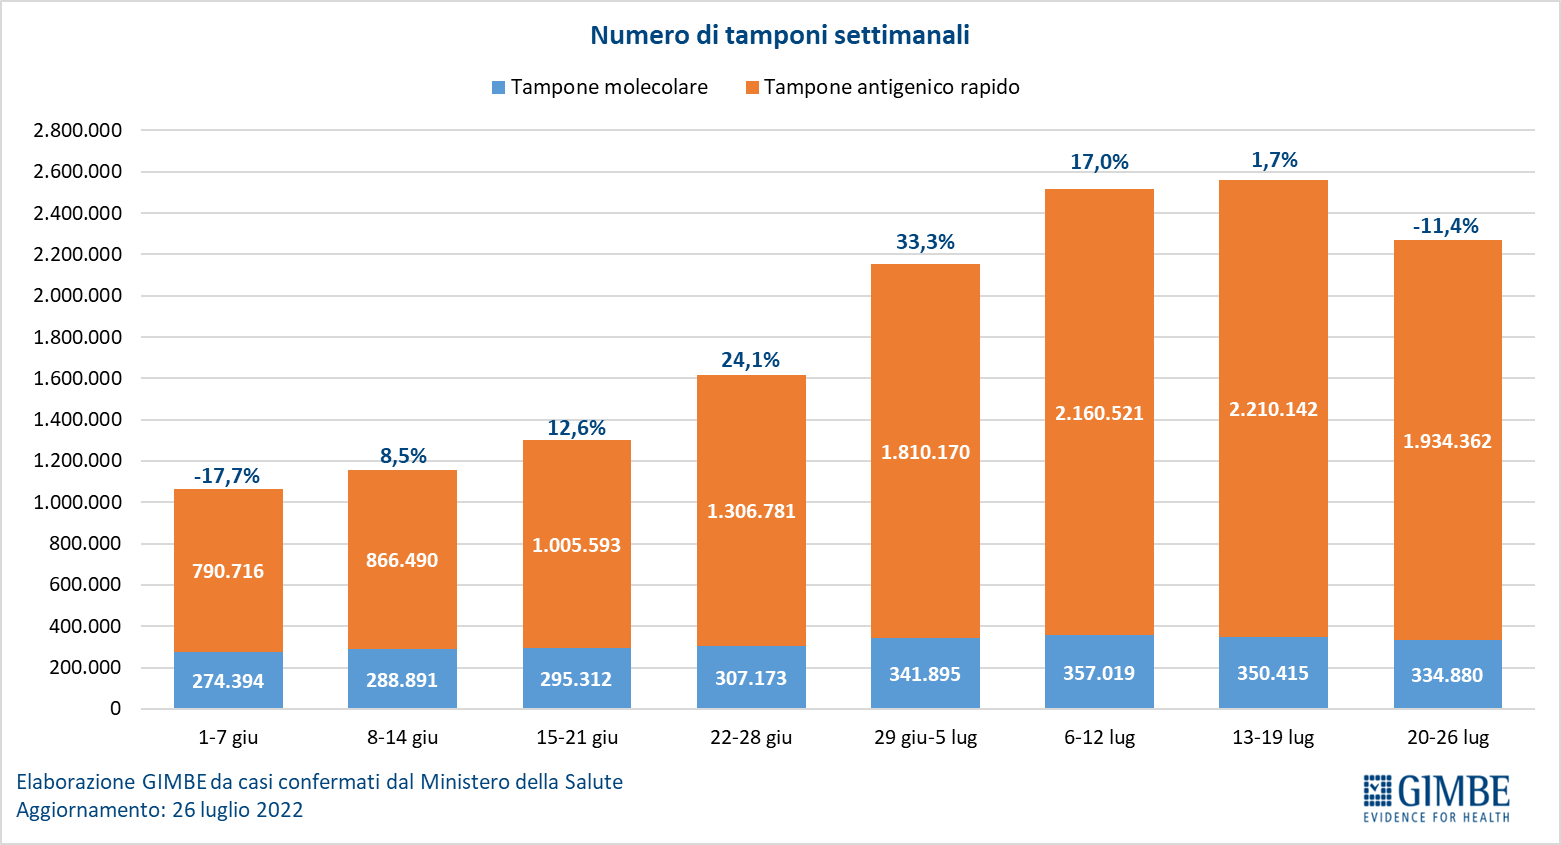 Numero di tamponi settimanali
Tampone molecolare Tampone antigenico rapido
2.800.000
2.600.000
2.400.000
2.200.000
2.000.000
1.800.000
1.600.000
1.400.000
1.200.000
1.000.000
800.000
600.000
400.000
200.000
0
-17,7% 8,5% 12,6% 24,1% 33,3% 17,0% 1,7% -11,4%
790.716 866.490 1.005.593 1.306.781 1.810.170 2.160.521 2.210.142 1.934.362
274.394 288.891 295.312 307.173 341.895 357.019 350.415 334.880
1-7 giu 8-14 giu 15-21 giu 22-28 giu 29 giu-5 lug 6-12 lug 13-19 lug 20-26 lug
Elaborazione GIMBE da casi confermati dal Ministero della Salute
Aggiornamento: 26 luglio 2022
GIMBE
EVIDENCE FOR HEALTH